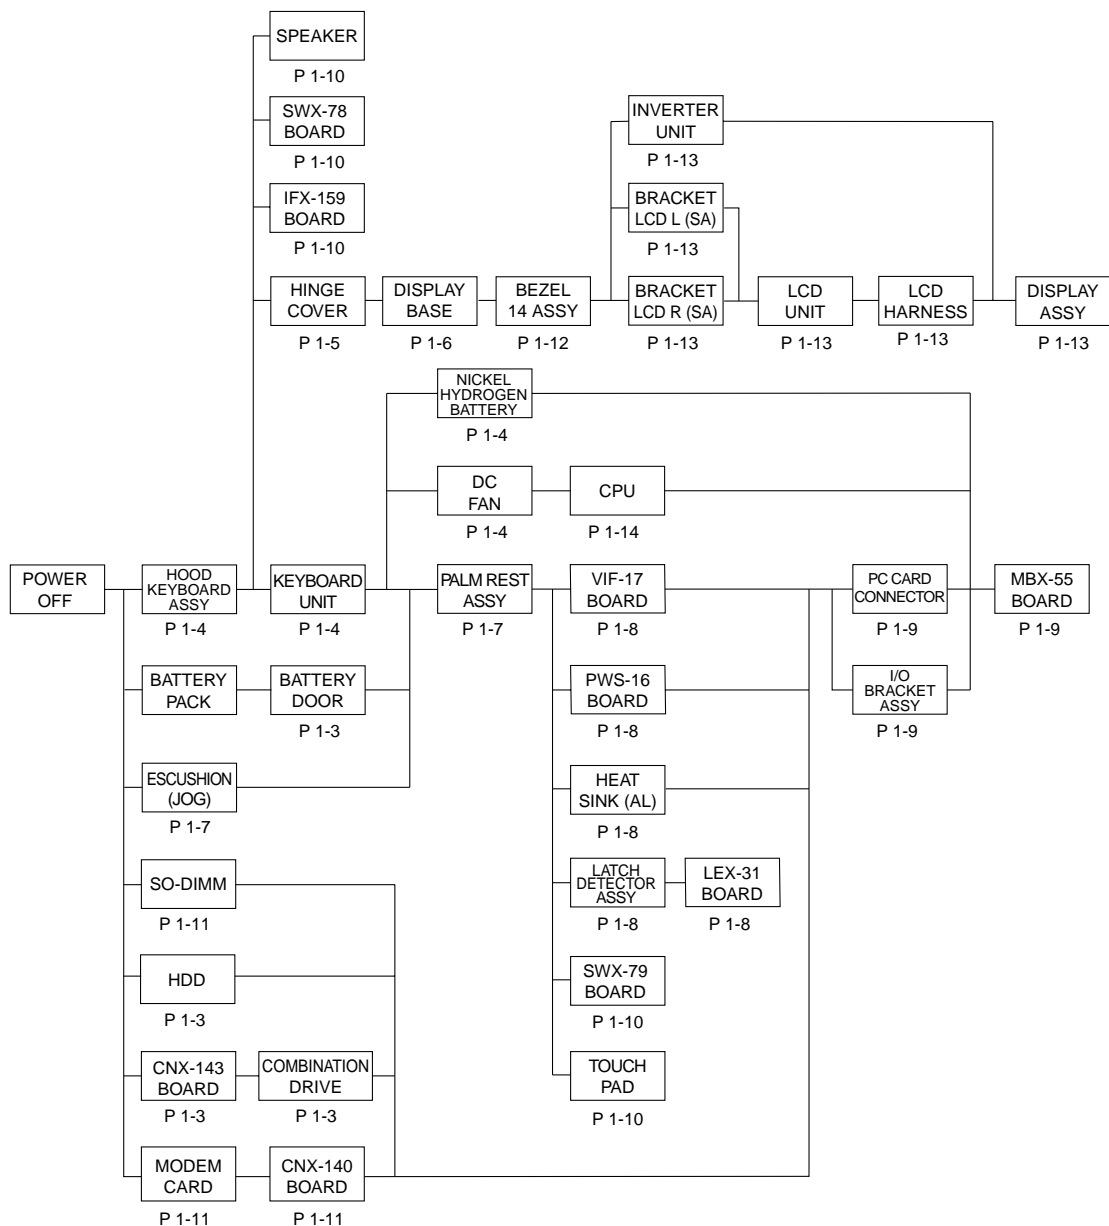 SPEAKER
P 1-10
SWX-78
BOARD
P 1-10
IFX-159
BOARD
P 1-10
INVERTER
UNIT
P 1-13
BRACKET
LCD L (SA)
P 1-13
HINGE
COVER
P 1-5
DISPLAY
BASE
P 1-6
BEZEL
14 ASSY
P 1-12
BRACKET
LCD R (SA)
P 1-13
LCD
UNIT
P 1-13
LCD
HARNESS
P 1-13
DISPLAY
ASSY
P 1-13
NICKEL
HYDROGEN
BATTERY
P 1-4
DC
FAN
P 1-4
CPU
P 1-14
POWER
OFF
HOOD
KEYBOARD
ASSY
P 1-4
KEYBOARD
UNIT
P 1-4
PALM REST
ASSY
P 1-7
VIF-17
BOARD
P 1-8
PC CARD
CONNECTOR
P 1-9
MBX-55
BOARD
P 1-9
BATTERY
PACK
BATTERY
DOOR
P 1-3
PWS-16
BOARD
P 1-8
I/O
BRACKET
ASSY
P 1-9
ESCUSHION
(JOG)
P 1-7
HEAT
SINK (AL)
P 1-8
SO-DIMM
P 1-11
LATCH
DETECTOR
ASSY
P 1-8
LEX-31
BOARD
P 1-8
HDD
P 1-3
SWX-79
BOARD
P 1-10
CNX-143
BOARD
P 1-3
COMBINATION
DRIVE
P 1-3
TOUCH
PAD
P 1-10
MODEM
CARD
P 1-11
CNX-140
BOARD
P 1-11